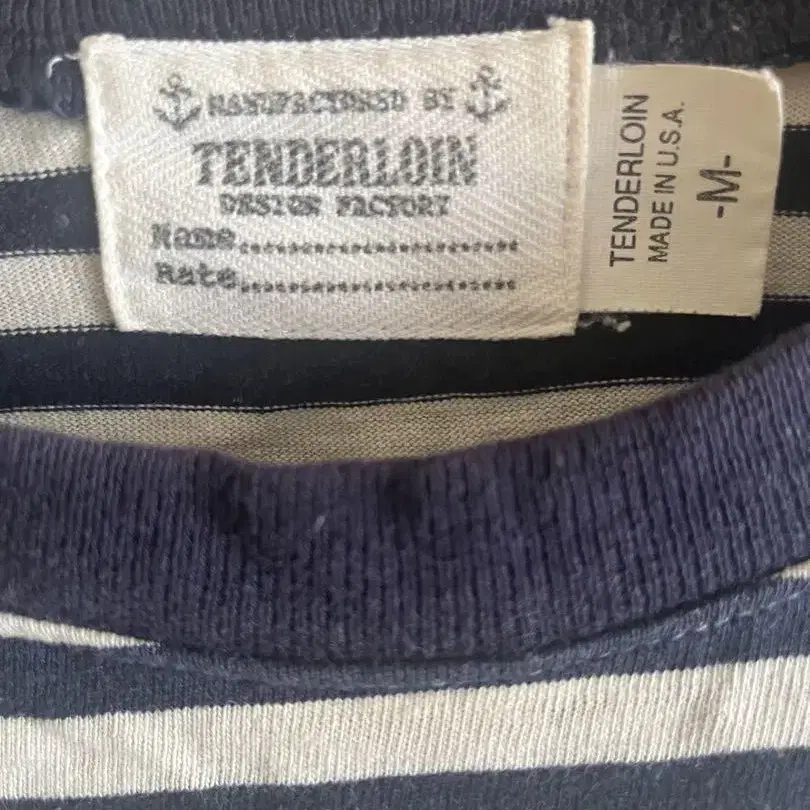 MANUFACTURED BY
TENDERLOIN
DESIGN FACTORY
Name
Rate
TENDERLOIN
MADE IN U.S.A.
-M-